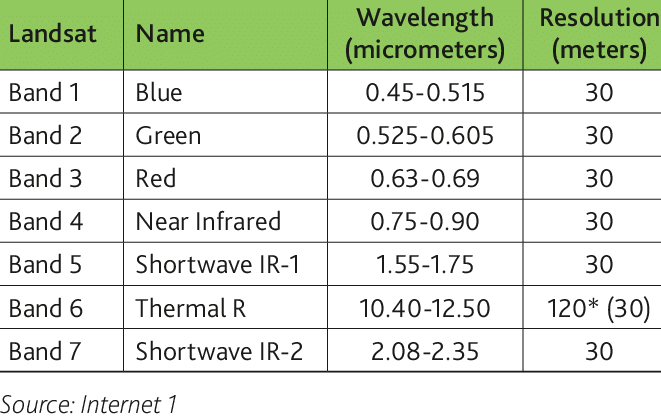 Landsat Name Wavelength (micrometers) Resolution (meters)
Band 1 Blue 0.45-0.515 30
Band 2 Green 0.525-0.605 30
Band 3 Red 0.63-0.69 30
Band 4 Near Infrared 0.75-0.90 30
Band 5 Shortwave IR-1 1.55-1.75 30
Band 6 Thermal R 10.40-12.50 120* (30)
Band 7 Shortwave IR-2 2.08-2.35 30
Source: Internet 1